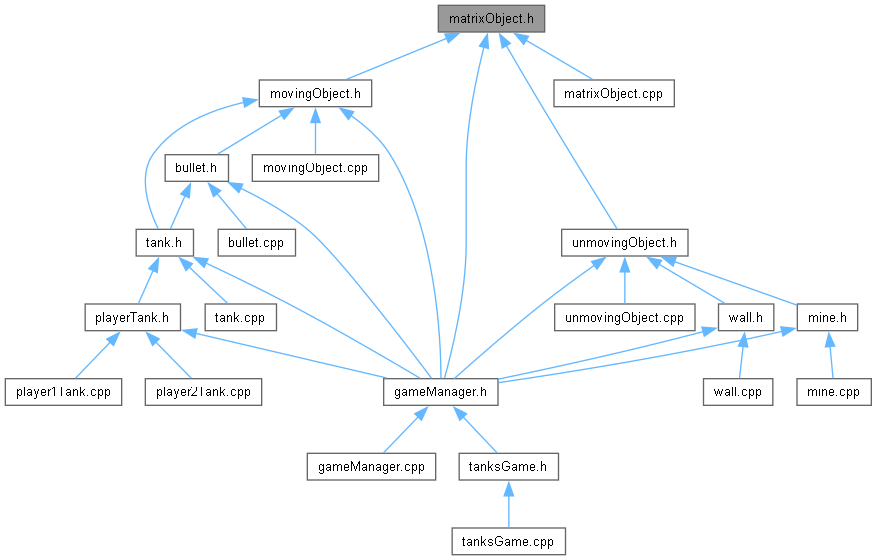 matrixObject.h
movingObject.h
matrixObject.cpp
bullet.h
movingObject.cpp
tank.h
bullet.cpp
unmovingObject.h
playerTank.h
tank.cpp
unmovingObject.cpp
wall.h
mine.h
player1Tank.cpp
player2Tank.cpp
gameManager.h
wall.cpp
mine.cpp
gameManager.cpp
tanksGame.h
tanksGame.cpp